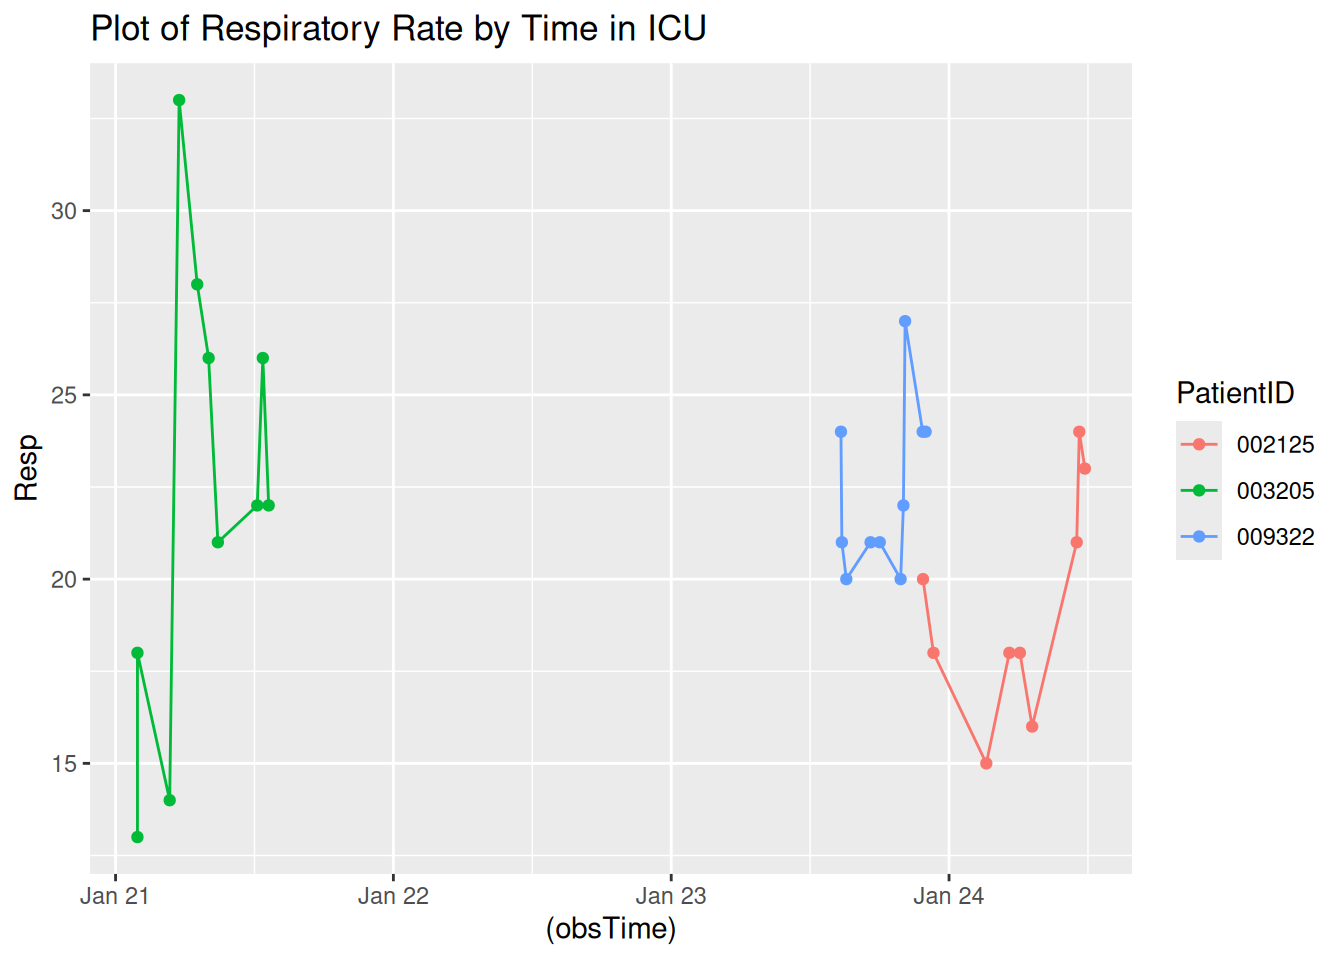 Plot of Respiratory Rate by Time in ICU
30
25
20
15
Resp
Jan 21
Jan 22
Jan 23
Jan 24
(obsTime)
PatientID
002125
003205
009322